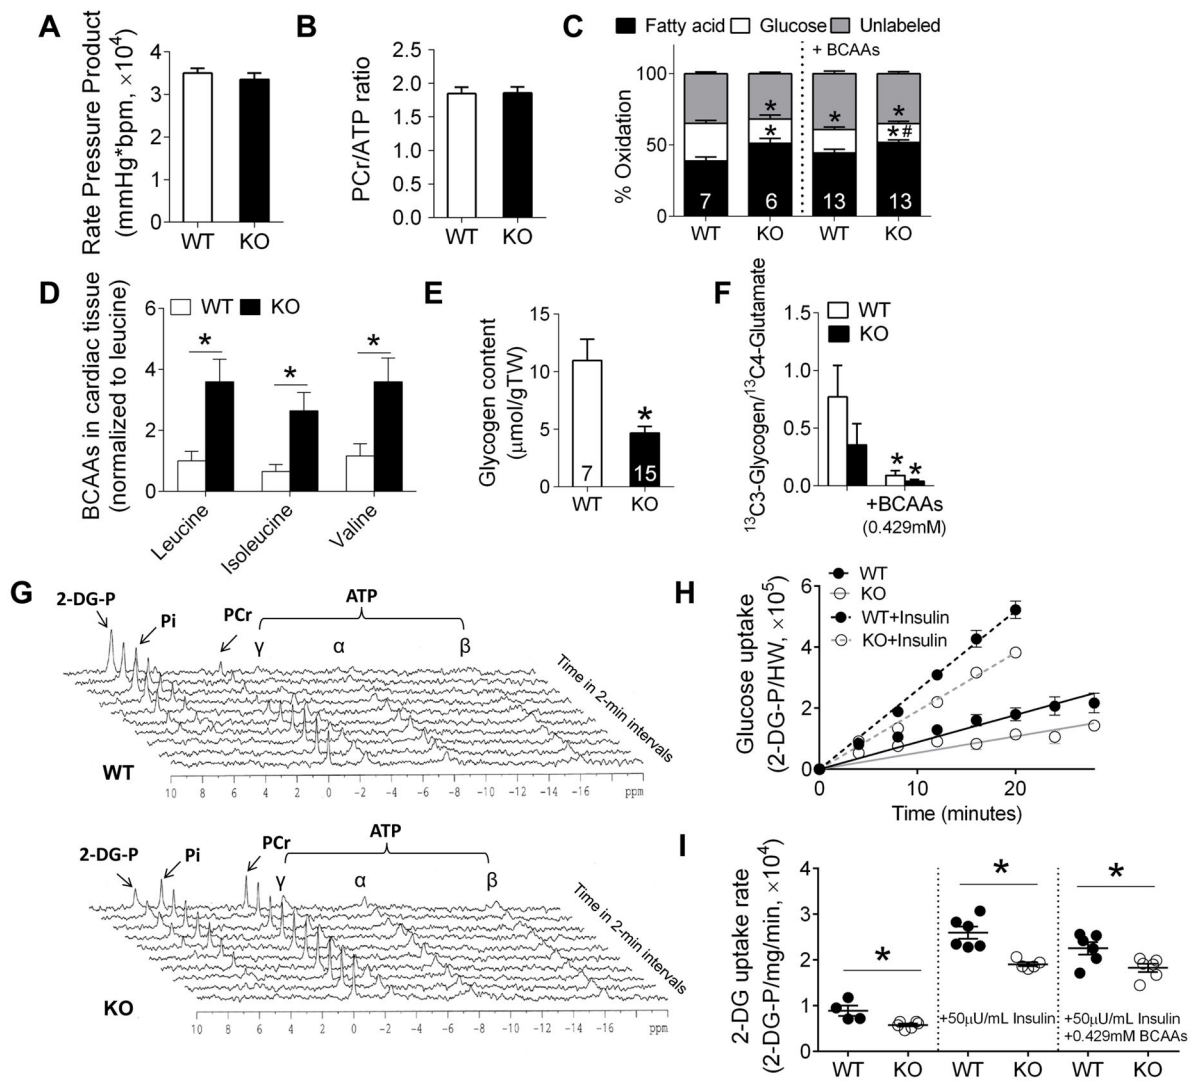 A
Rate Pressure Product
(mmHg*bpm, ×10⁴)
4
3
2
1
0
WT KO
B
PCr/ATP ratio
2.5
2.0
1.5
1.0
0.5
0.0
WT KO
C
Fatty acid Glucose Unlabeled
+ BCAAs
% Oxidation
100
50
0
* * * * *#
7 6 13 13
WT KO WT KO
D
BCAAs in cardiac tissue
(normalized to leucine)
WT KO
6
4
2
0
* * *
Leucine Isoleucine Valine
E
Glycogen content
(µmol/gTW)
15
10
5
0
*
7 15
WT KO
F
¹³C3-Glycogen/¹³C4-Glutamate
WT
KO
1.5
1.0
0.5
0.0
* *
+BCAAs
(0.429mM)
G
2-DG-P
Pi
PCr
ATP
γ α β
Time in 2-min intervals
WT
10 8 6 4 2 0 -2 -4 -6 -8 -10 -12 -14 -16 ppm
2-DG-P
Pi
PCr
ATP
γ α β
Time in 2-min intervals
KO
10 8 6 4 2 0 -2 -4 -6 -8 -10 -12 -14 -16 ppm
H
WT
KO
WT+Insulin
KO+Insulin
Glucose uptake
(2-DG-P/HW, ×10⁵)
6
4
2
0
0 10 20
Time (minutes)
I
2-DG uptake rate
(2-DG-P/mg/min, ×10⁴)
4
3
2
1
0
* * *
+50µU/mL Insulin
+50µU/mL Insulin
+0.429mM BCAAs
WT KO WT KO WT KO